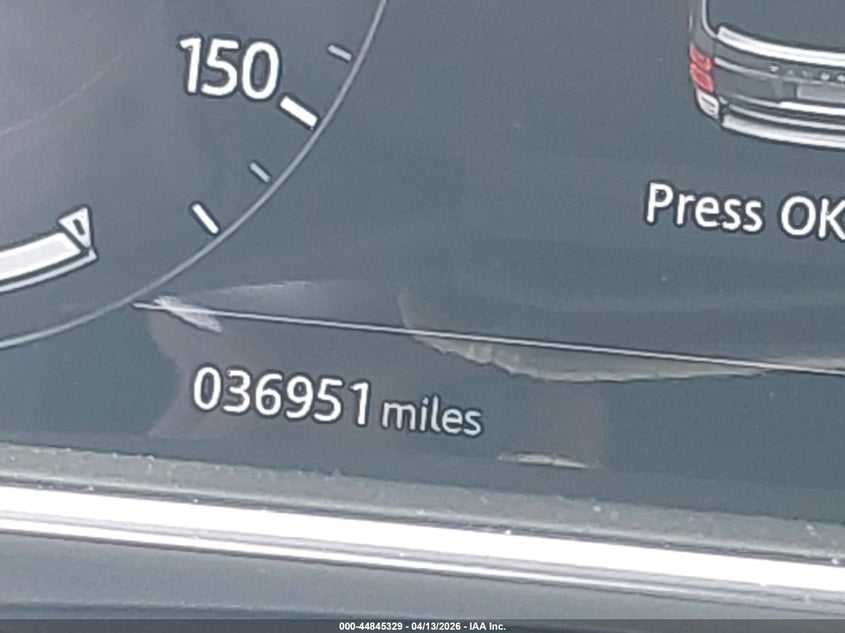 150
Press OK
036951 miles
000-44845329 - 04/13/2026 - IAA Inc.